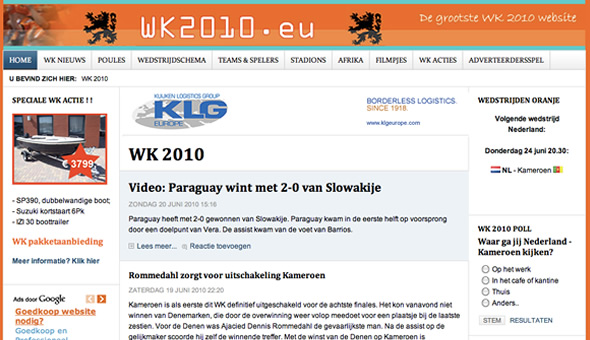 WK2010.eu
De grootste WK 2010 website
HOME WK NIEUWS POULES WEDSTRIJDSCHEMA TEAMS & SPELERS STADIONS AFRIKA FILMPJES WK ACTIES ADVERTEERDERSSPEL
U BEVIND ZICH HIER: WK 2010
SPECIALE WK ACTIE ! !
€ 3799
- SP390, dubbelwandige boot;
- Suzuki kortstaart 6Pk
- IZI 30 boottrailer
WK pakketaanbieding
Meer informatie? Klik hier
Ads door Google
Goedkoop website
nodig?
Goedkoop en
Professioneel
KUIJKEN LOGISTICS GROUP
KLG
EUROPE
BORDERLESS LOGISTICS.
SINCE 1918.
www.klgeurope.com
WK 2010
Video: Paraguay wint met 2-0 van Slowakije
ZONDAG 20 JUNI 2010 15:16
Paraguay heeft met 2-0 gewonnen van Slowakije. Paraguay kwam in de eerste helft op voorsprong
door een doelpunt van Vera. De assist kwam van de voet van Barrios.
Lees meer... Reactie toevoegen
Rommedahl zorgt voor uitschakeling Kameroen
ZATERDAG 19 JUNI 2010 22:20
Kameroen is als eerste dit WK definitief uitgeschakeld voor de achtste finales. Het kon vanavond niet
winnen van Denemarken, die door de overwinning weer volop meedoet voor een plaatsje bij de laatste
zestien. Voor de Denen was Ajacied Dennis Rommedahl de gevaarlijkste man. Na de assist op de
gelijkmaker scoorde hij zelf de winnende treffer. Met de winst van de Denen op Kameroen, is
WEDSTRIJDEN ORANJE
Volgende wedstrijd
Nederland:
Donderdag 24 juni 20.30:
NL - Kameroen
WK 2010 POLL
Waar ga jij Nederland -
Kameroen kijken?
Op het werk
In het cafe of kantine
Thuis
Anders..
STEM RESULTATEN